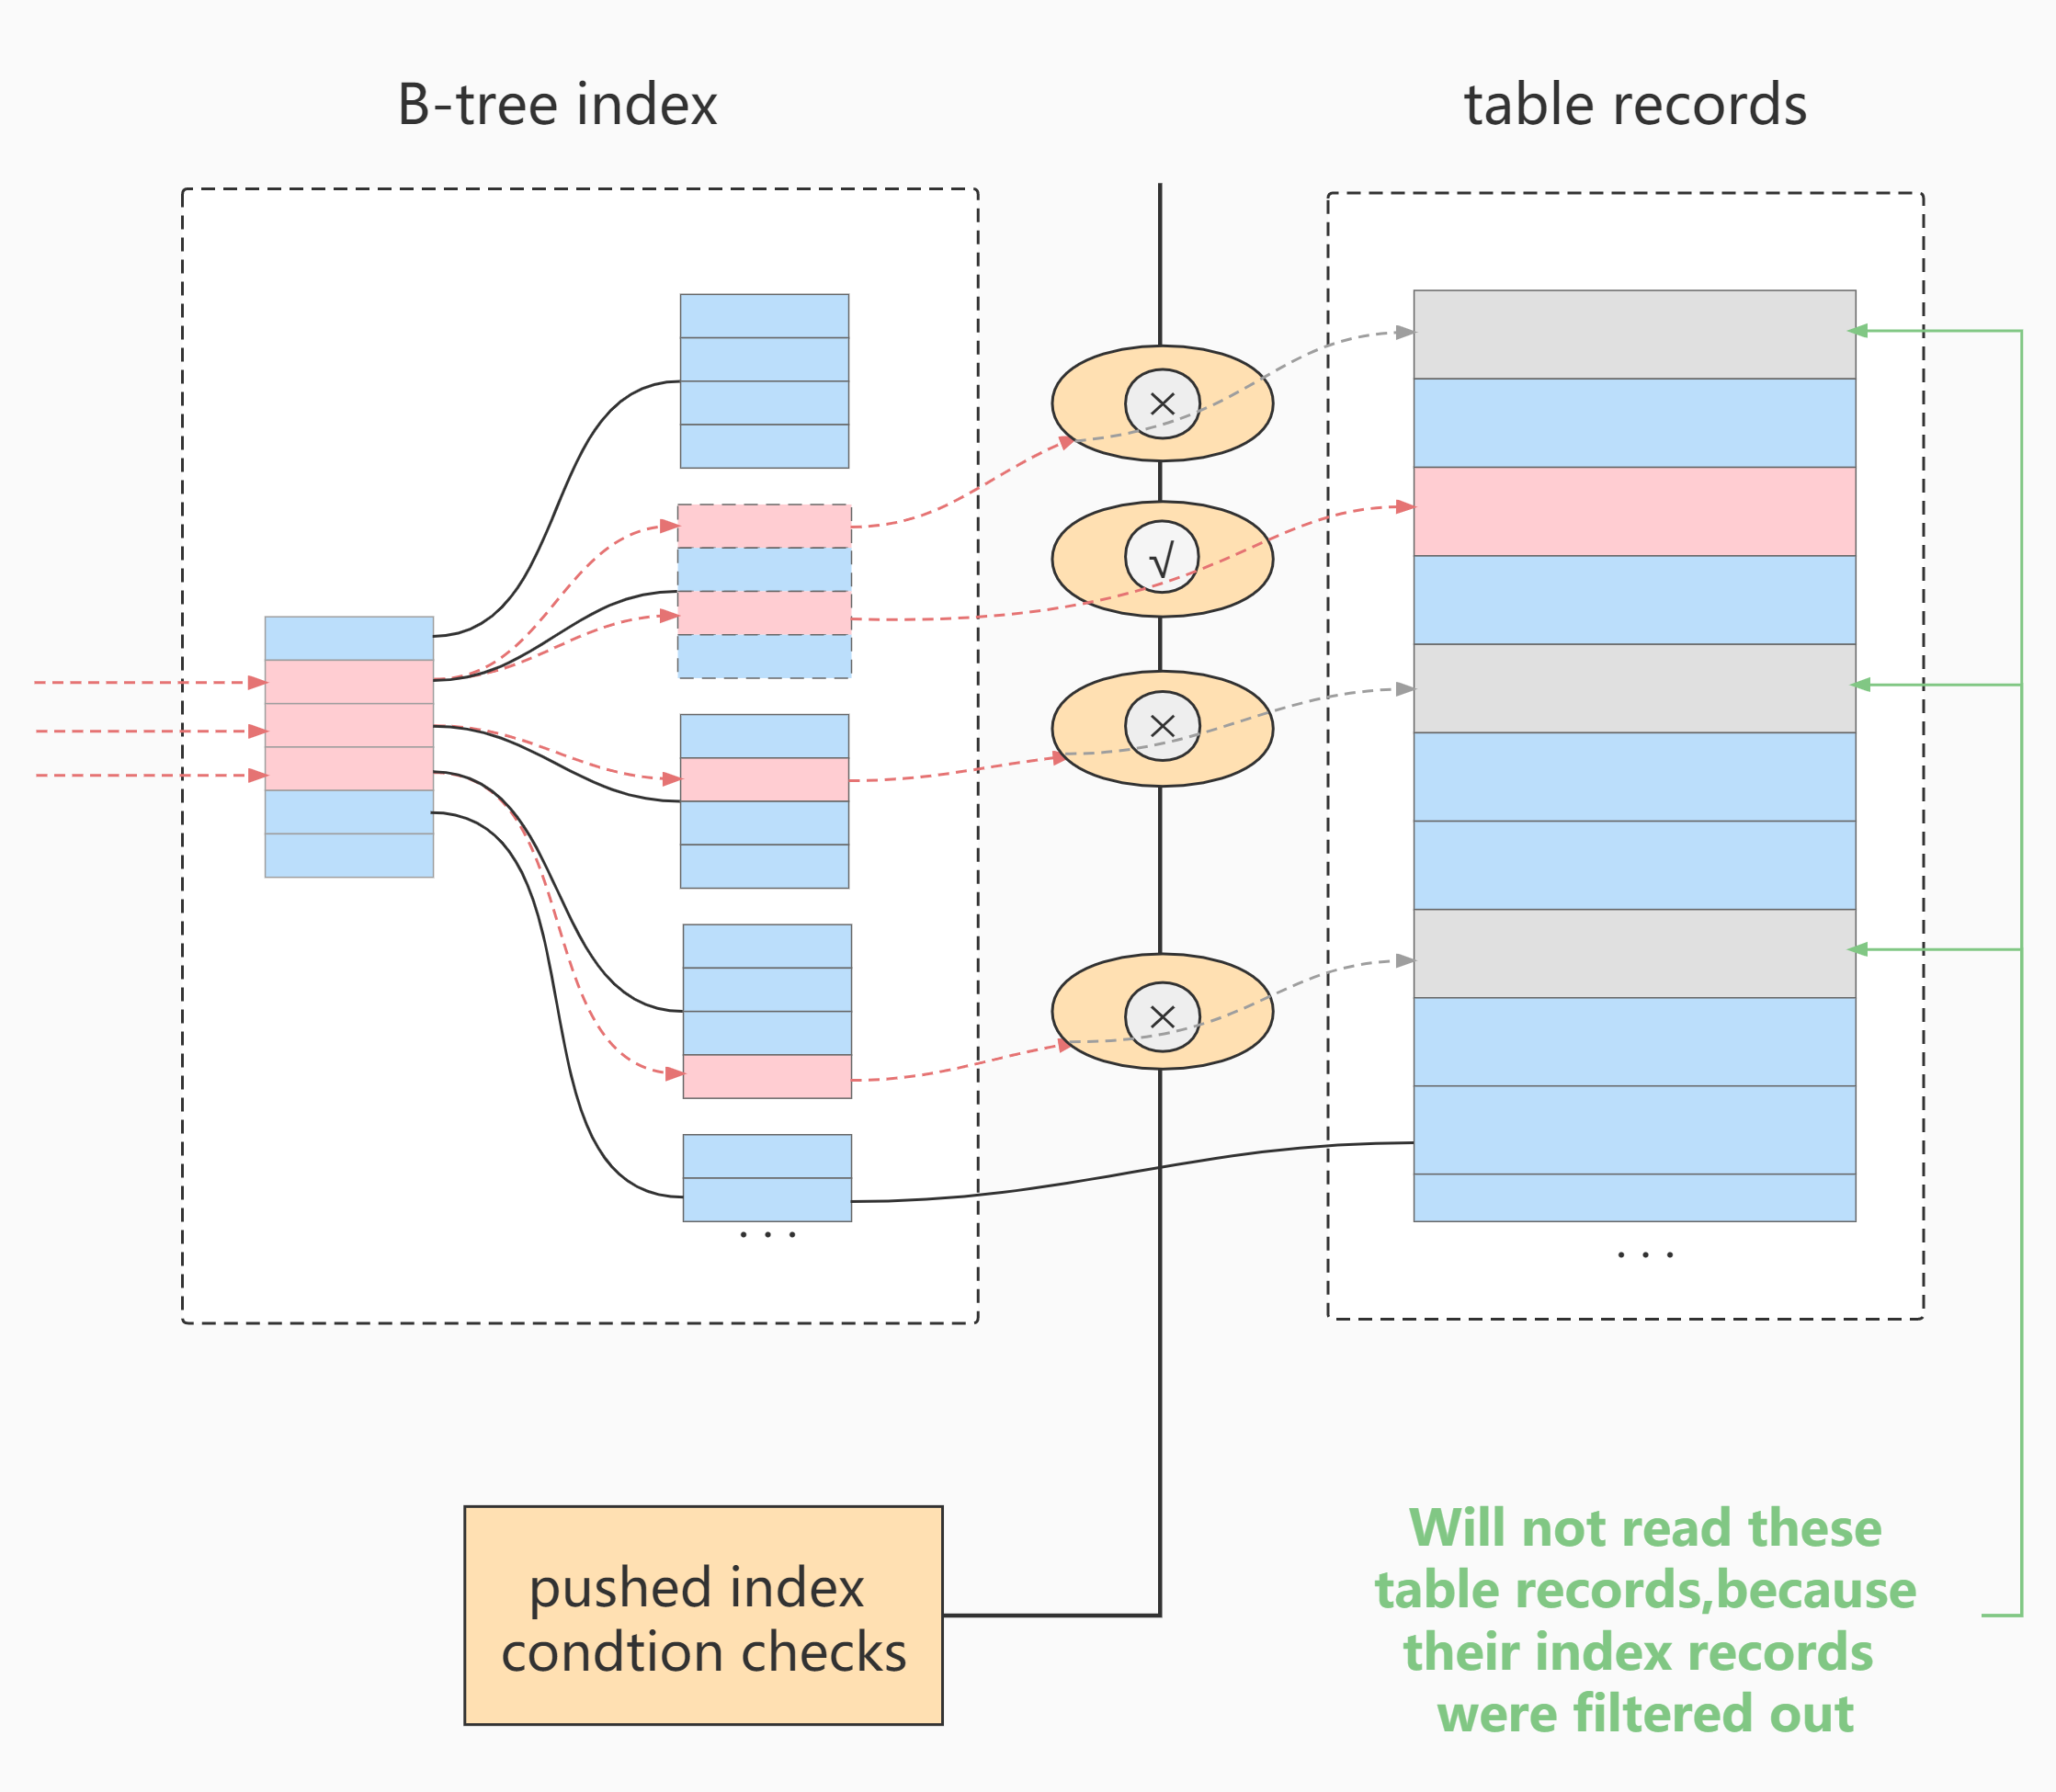 B-tree index
table records
×
√
×
×
. . .
. . .
pushed index
condtion checks
Will not read these
table records,because
their index records
were filtered out